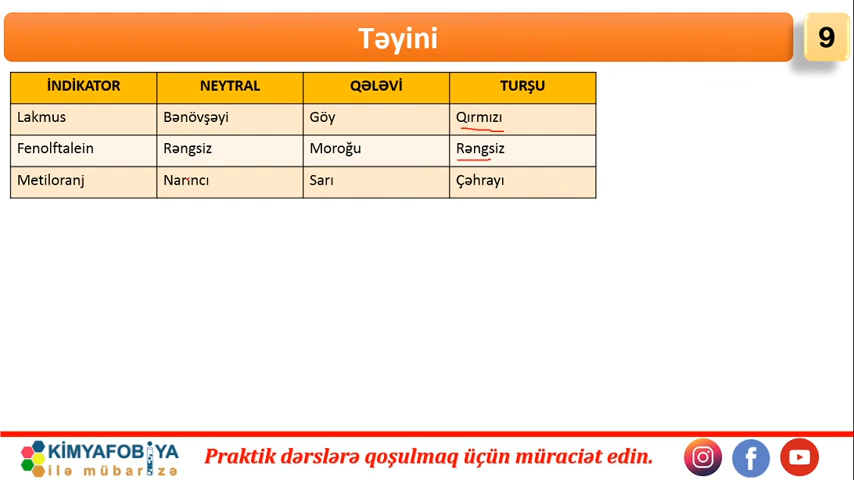 Təyini
9
İNDİKATOR NEYTRAL QƏLƏVİ TURŞU
Lakmus Bənövşəyi Göy Qırmızı
Fenolftalein Rəngsiz Moroğu Rəngsiz
Metiloranj Narıncı Sarı Çəhrayı
KİMYAFOBİYA
ilə mübarizə
Praktik dərslərə qoşulmaq üçün müraciət edin.